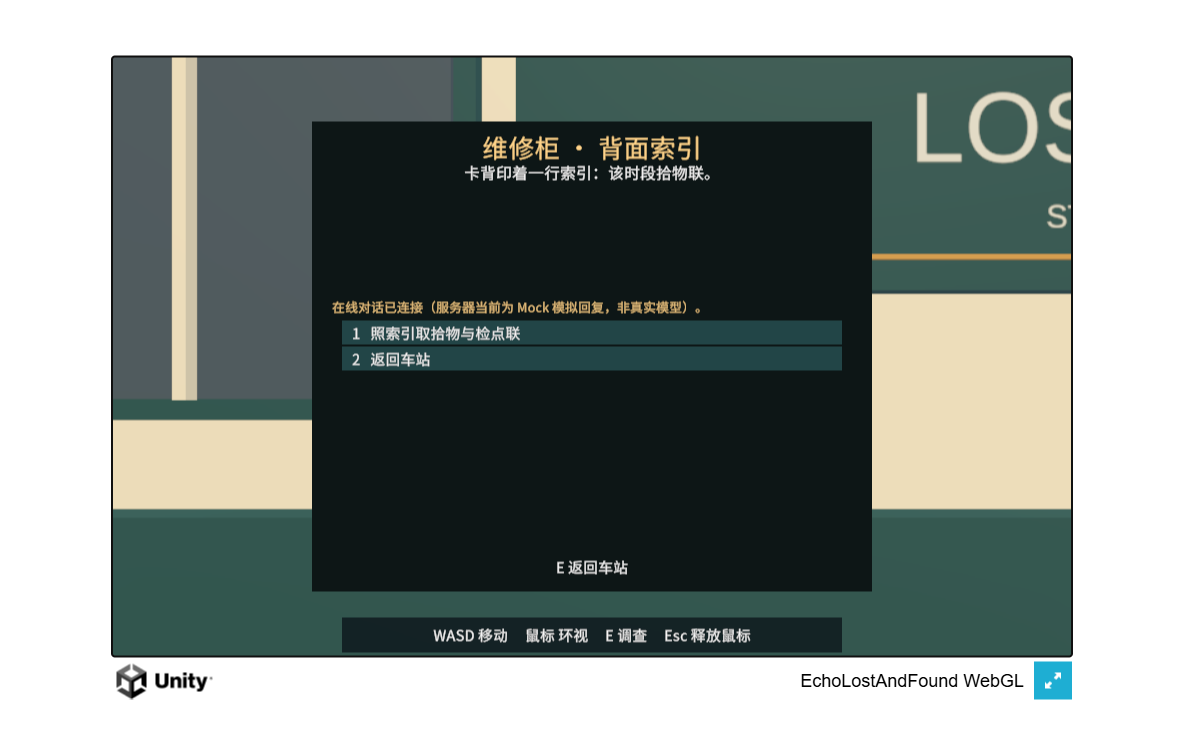 LOS
ST
维修柜 · 背面索引
卡背印着一行索引：该时段拾物联。
在线对话已连接（服务器当前为 Mock 模拟回复，非真实模型）。
1 照索引取拾物与检点联
2 返回车站
E 返回车站
WASD 移动 鼠标 环视 E 调查 Esc 释放鼠标
Unity
EchoLostAndFound WebGL